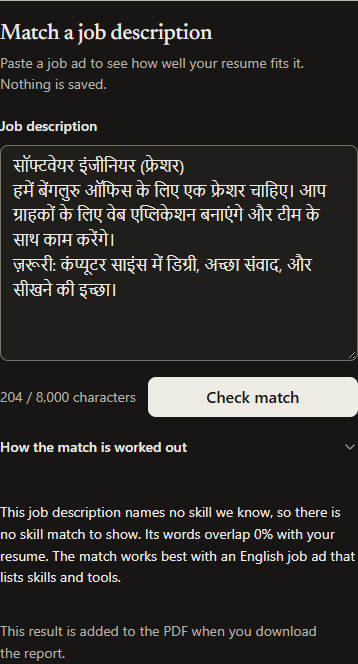 Match a job description
Paste a job ad to see how well your resume fits it.
Nothing is saved.
Job description
सॉफ्टवेयर इंजीनियर (फ्रेशर)
हमें बेंगलुरु ऑफिस के लिए एक फ्रेशर चाहिए। आप
ग्राहकों के लिए वेब एप्लिकेशन बनाएंगे और टीम के
साथ काम करेंगे।
ज़रूरी: कंप्यूटर साइंस में डिग्री, अच्छा संवाद, और
सीखने की इच्छा।
204 / 8,000 characters
Check match
How the match is worked out
This job description names no skill we know, so there is
no skill match to show. Its words overlap 0% with your
resume. The match works best with an English job ad that
lists skills and tools.
This result is added to the PDF when you download
the report.